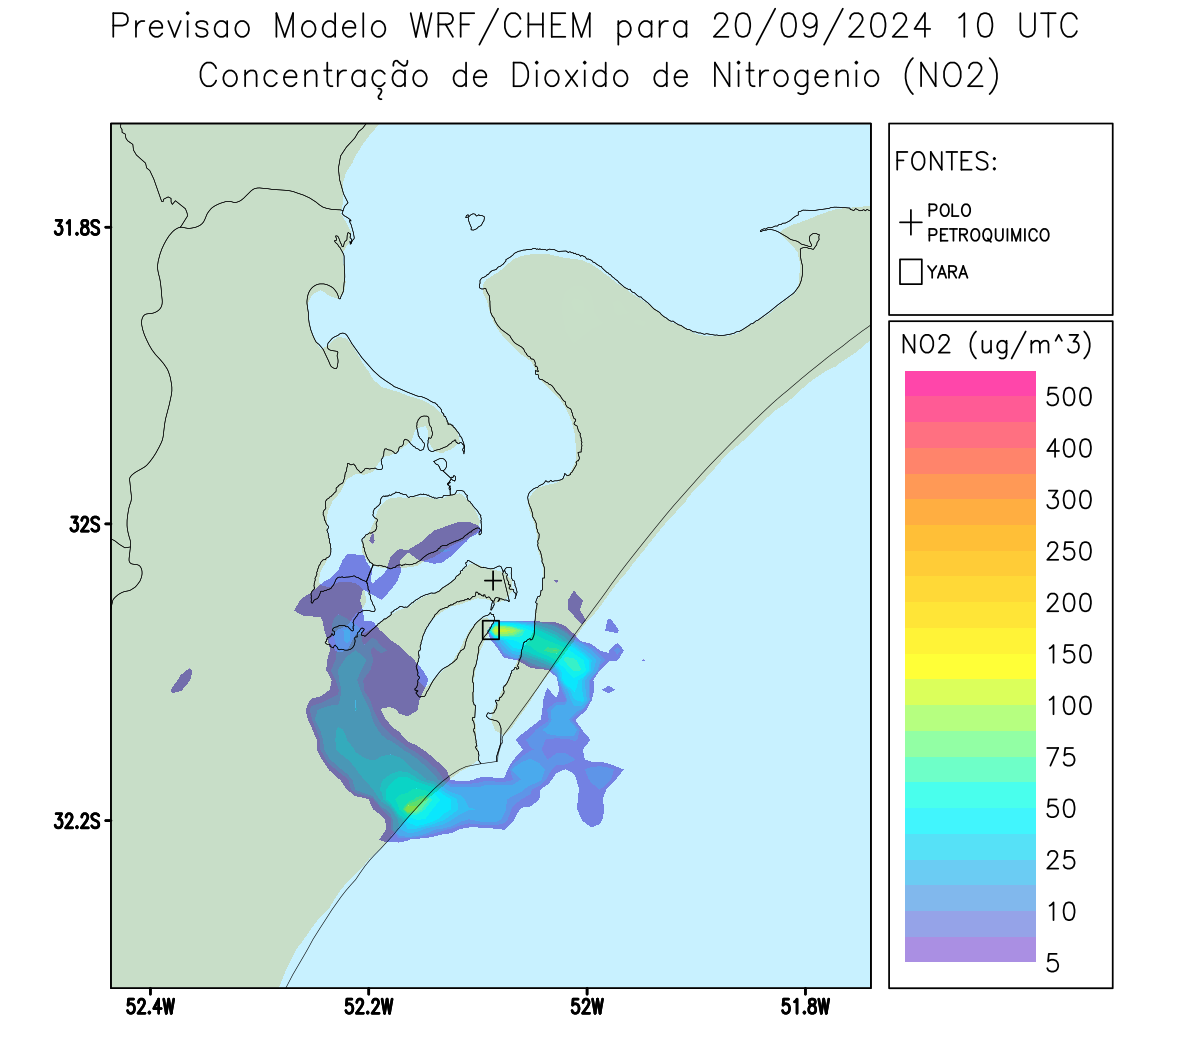 Previsao Modelo WRF/CHEM para 20/09/2024 10 UTC
Concentração de Dioxido de Nitrogenio (NO2)
FONTES:
POLO
PETROQUIMICO
YARA
NO2 (ug/m^3)
500
400
300
250
200
150
100
75
50
25
10
5
31.8S
32S
32.2S
52.4W
52.2W
52W
51.8W